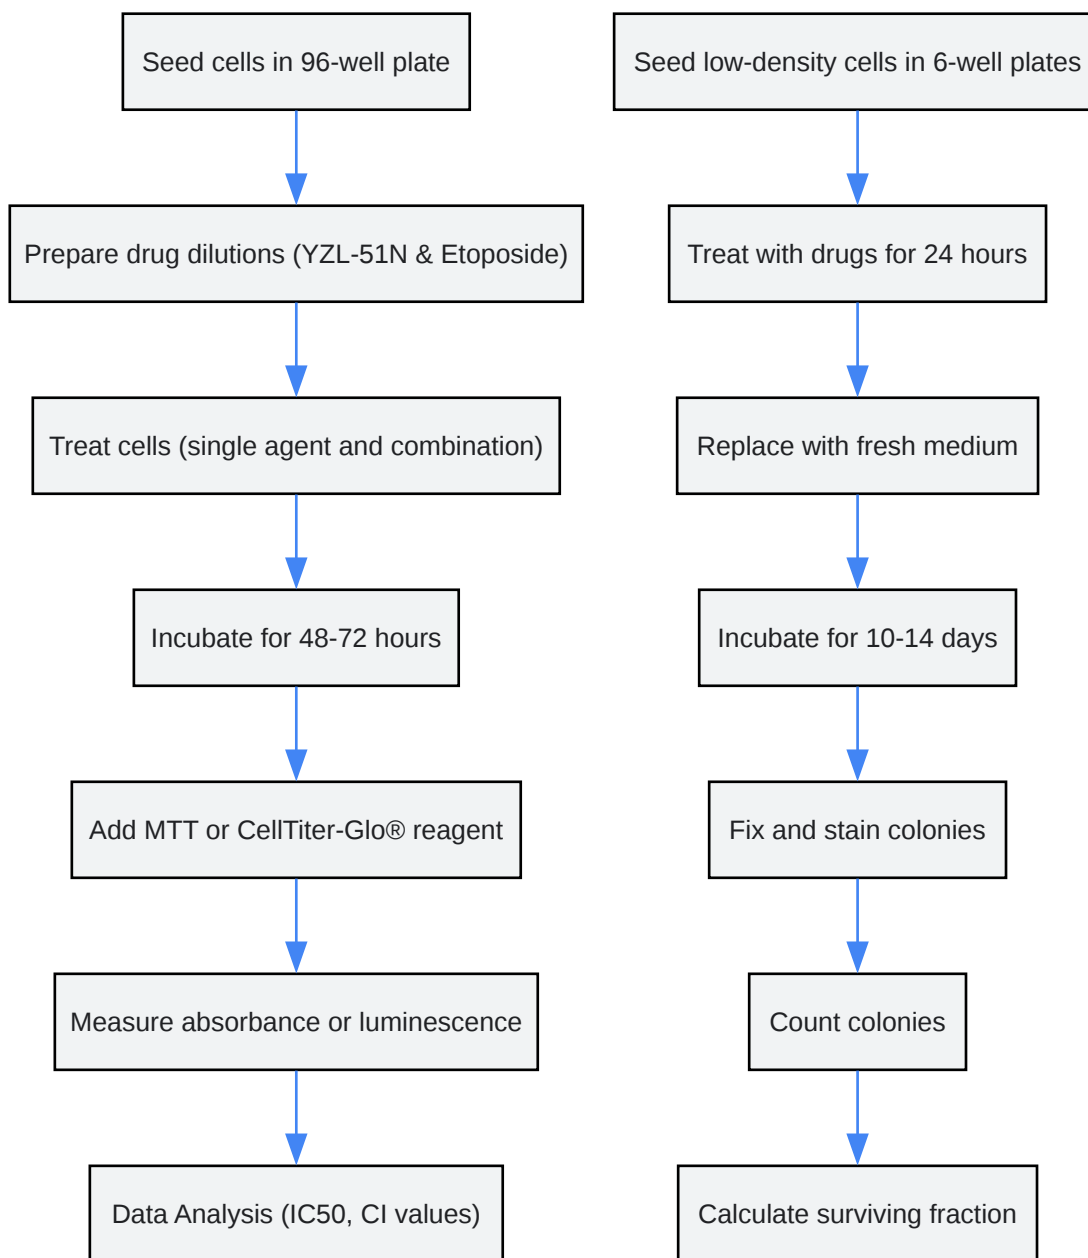 Seed cells in 96-well plate
Prepare drug dilutions (YZL-51N & Etoposide)
Treat cells (single agent and combination)
Incubate for 48-72 hours
Add MTT or CellTiter-Glo® reagent
Measure absorbance or luminescence
Data Analysis (IC50, CI values)
Seed low-density cells in 6-well plates
Treat with drugs for 24 hours
Replace with fresh medium
Incubate for 10-14 days
Fix and stain colonies
Count colonies
Calculate surviving fraction